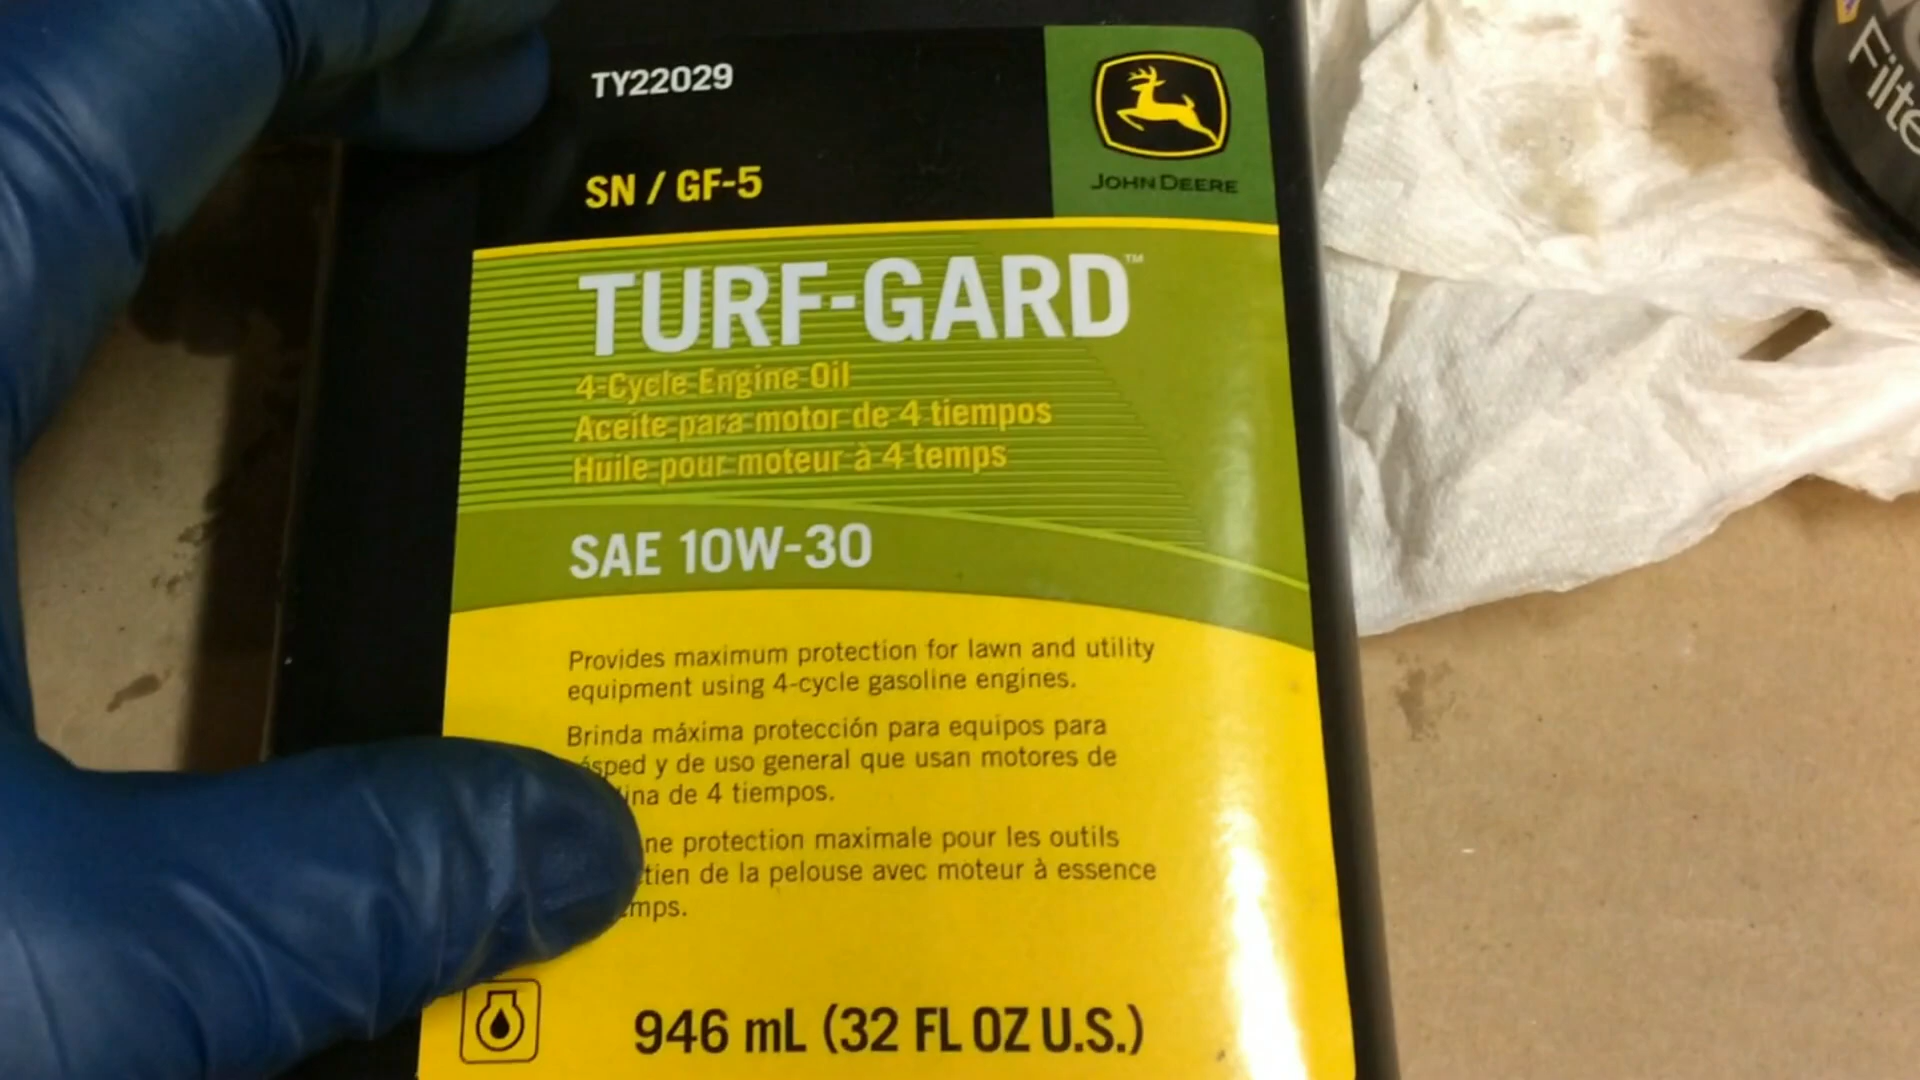 TY22029
SN / GF-5
JOHN DEERE
TURF-GARD™
4-Cycle Engine Oil
Aceite para motor de 4 tiempos
Huile pour moteur à 4 temps
SAE 10W-30
Provides maximum protection for lawn and utility
equipment using 4-cycle gasoline engines.
Brinda máxima protección para equipos para
y de uso general que usan motores de
de 4 tiempos.
protection maximale pour les outils
de la pelouse avec moteur à essence
946 mL (32 FL OZ U.S.)